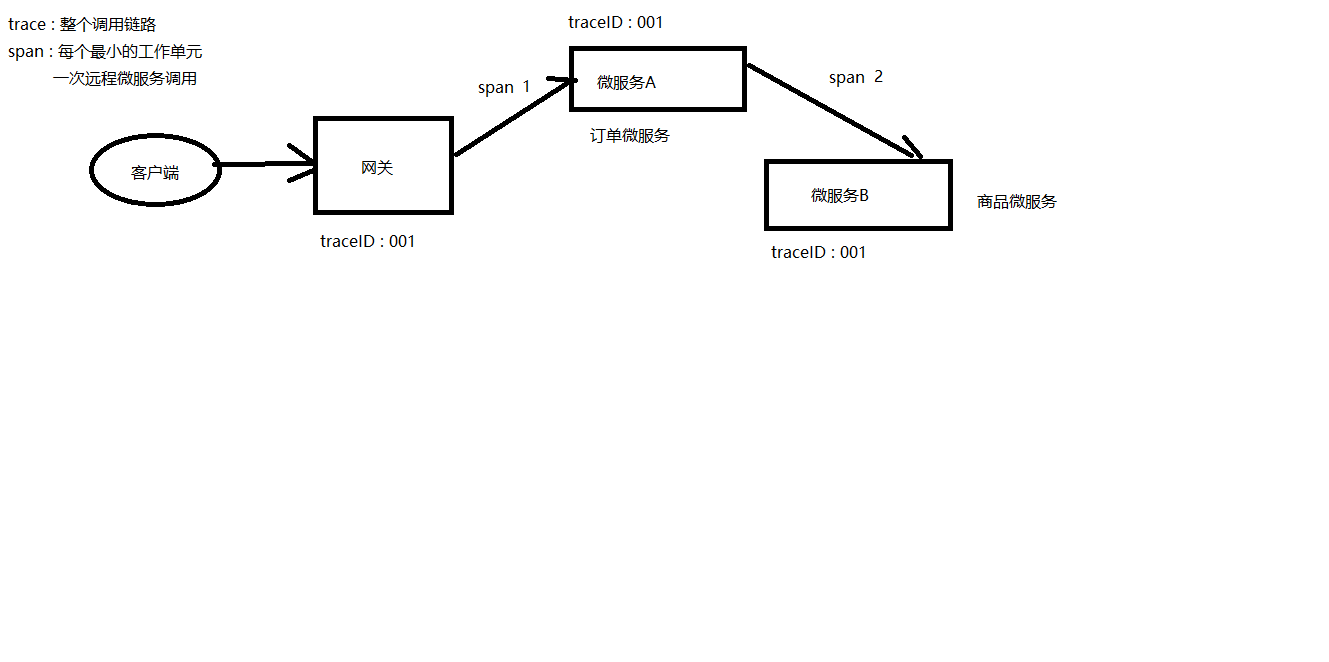 trace : 整个调用链路
span : 每个最小的工作单元
一次远程微服务调用
traceID : 001
span 1
微服务A
span 2
订单微服务
客户端
网关
微服务B
商品微服务
traceID : 001
traceID : 001